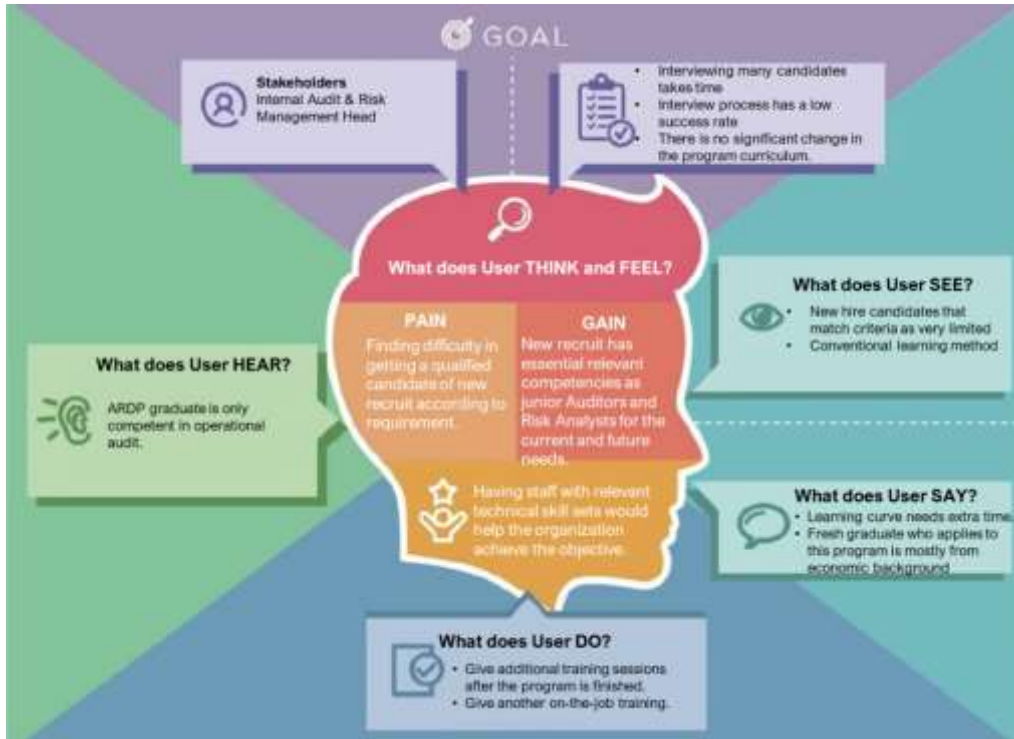 GOAL
Stakeholders
Internal Audit & Risk
Management Head
• Interviewing many candidates
takes time
• Interview process has a low
success rate
• There is no significant change in
the program curriculum.
What does User THINK and FEEL?
PAIN
Finding difficulty in
getting a qualified
candidate of new
recruit according to
requirement.
GAIN
New recruit has
essential relevant
competencies as
junior Auditors and
Risk Analysts for the
current and future
needs.
Having staff with relevant
technical skill sets would
help the organization
achieve the objective.
What does User HEAR?
ARDP graduate is only
competent in operational
audit.
What does User SEE?
• New hire candidates that
match criteria as very limited
• Conventional learning method
What does User SAY?
• Learning curve needs extra time.
• Fresh graduate who applies to
this program is mostly from
economic background
What does User DO?
• Give additional training sessions
after the program is finished.
• Give another on-the-job training.